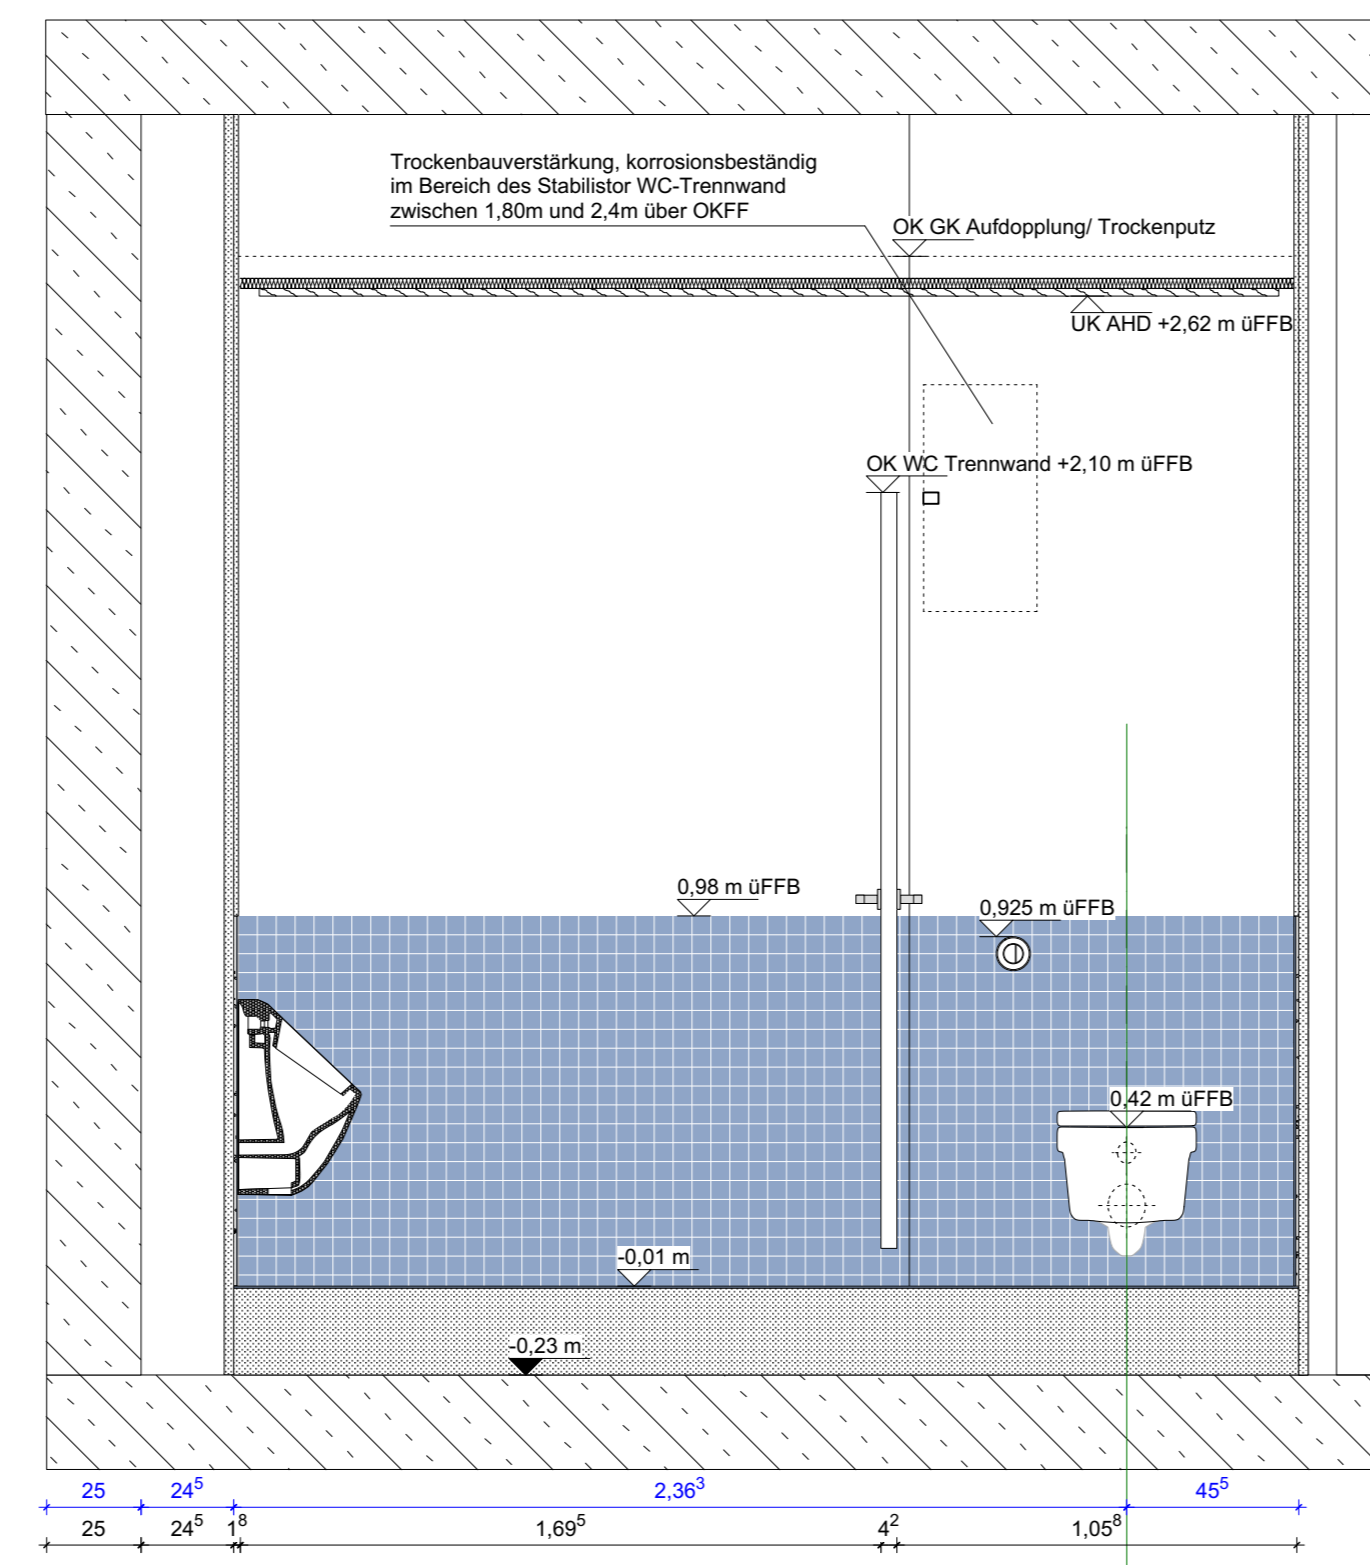 Trockenbauverstärkung, korrosionsbeständig
im Bereich des Stabilistor WC-Trennwand
zwischen 1,80m und 2,4m über OKFF
OK GK Aufdopplung/ Trockenputz
UK AHD +2,62 m üFFB
OK WC Trennwand +2,10 m üFFB
0,98 m üFFB
0,925 m üFFB
0,42 m üFFB
-0,01 m
-0,23 m
25 24⁵ 2,36³ 45⁵
25 24⁵ 1⁸ 1,69⁵ 4² 1,05⁸